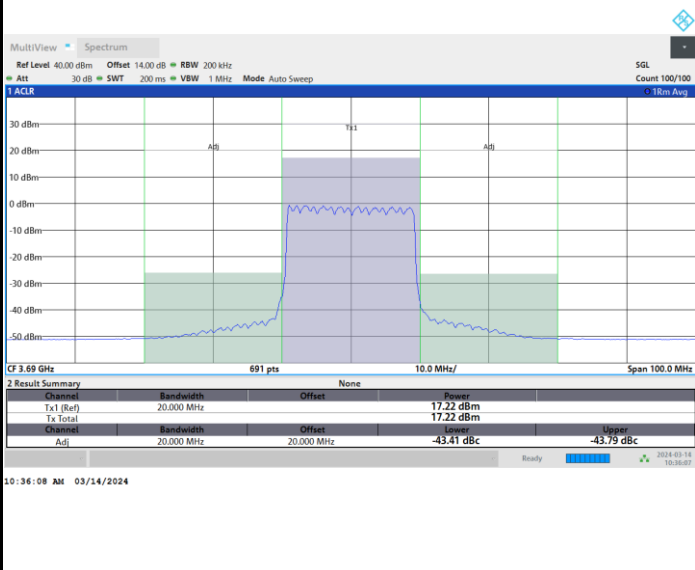 MultiView Spectrum
Ref Level 40.00 dBm Offset 14.00 dB RBW 200 kHz SGL
Att 30 dB SWT 200 ms VBW 1 MHz Mode Auto Sweep Count 100/100
1 ACLR 1Rm Avg
30 dBm
Tx1
20 dBm Adj Adj
10 dBm
0 dBm
-10 dBm
-20 dBm
-30 dBm
-40 dBm
-50 dBm
CF 3.69 GHz 691 pts 10.0 MHz/ Span 100.0 MHz
2 Result Summary None
Channel Bandwidth Offset Power
Tx1 (Ref) 20.000 MHz 17.22 dBm
Tx Total 17.22 dBm
Channel Bandwidth Offset Lower Upper
Adj 20.000 MHz 20.000 MHz -43.41 dBc -43.79 dBc
Ready 2024-03-14
10:36:07
10:36:08 AM 03/14/2024